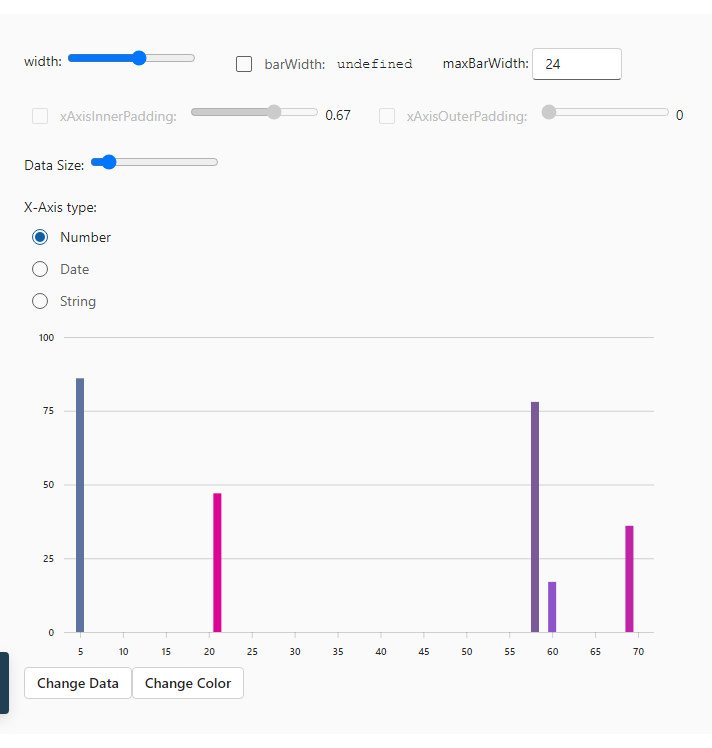 width: barWidth: undefined maxBarWidth: 24
xAxisInnerPadding: 0.67 xAxisOuterPadding: 0
Data Size:
X-Axis type:
Number
Date
String
100
75
50
25
0
5 10 15 20 25 30 35 40 45 50 55 60 65 70
Change Data Change Color